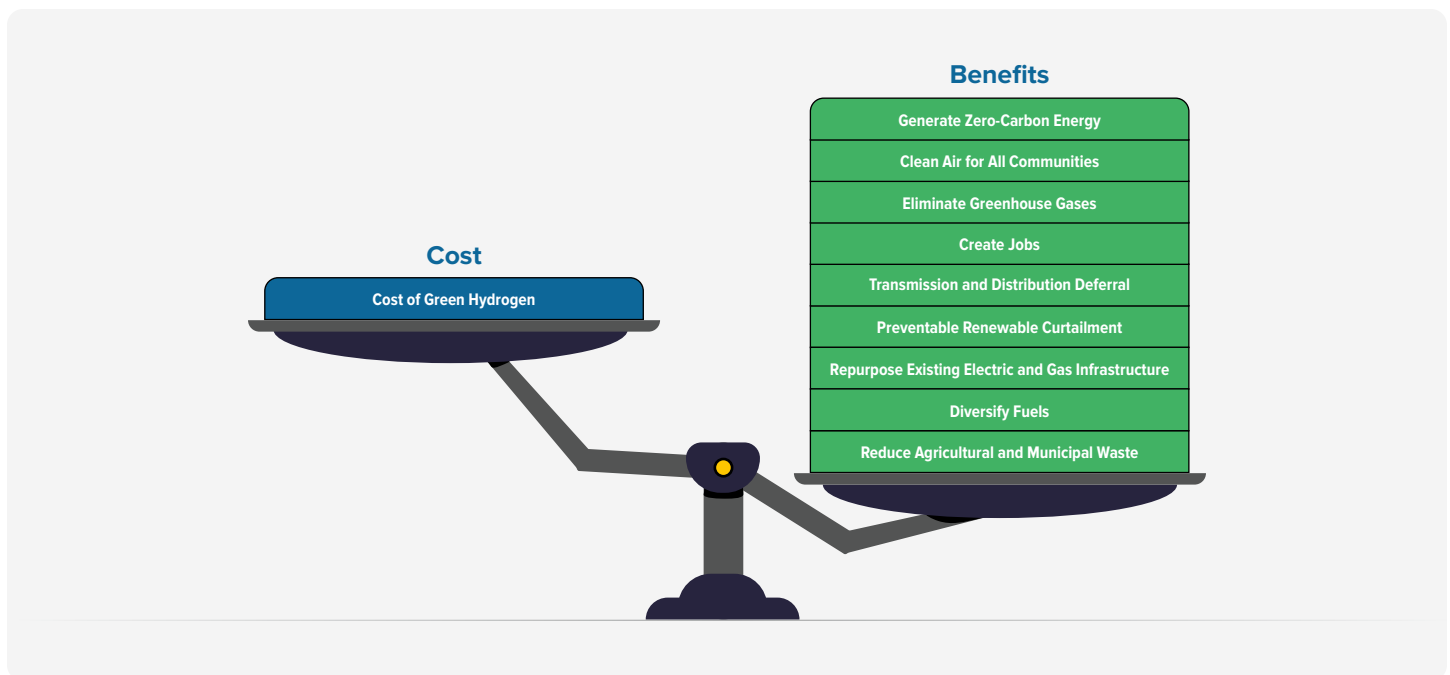 Cost
Cost of Green Hydrogen
Benefits
Generate Zero-Carbon Energy
Clean Air for All Communities
Eliminate Greenhouse Gases
Create Jobs
Transmission and Distribution Deferral
Preventable Renewable Curtailment
Repurpose Existing Electric and Gas Infrastructure
Diversify Fuels
Reduce Agricultural and Municipal Waste